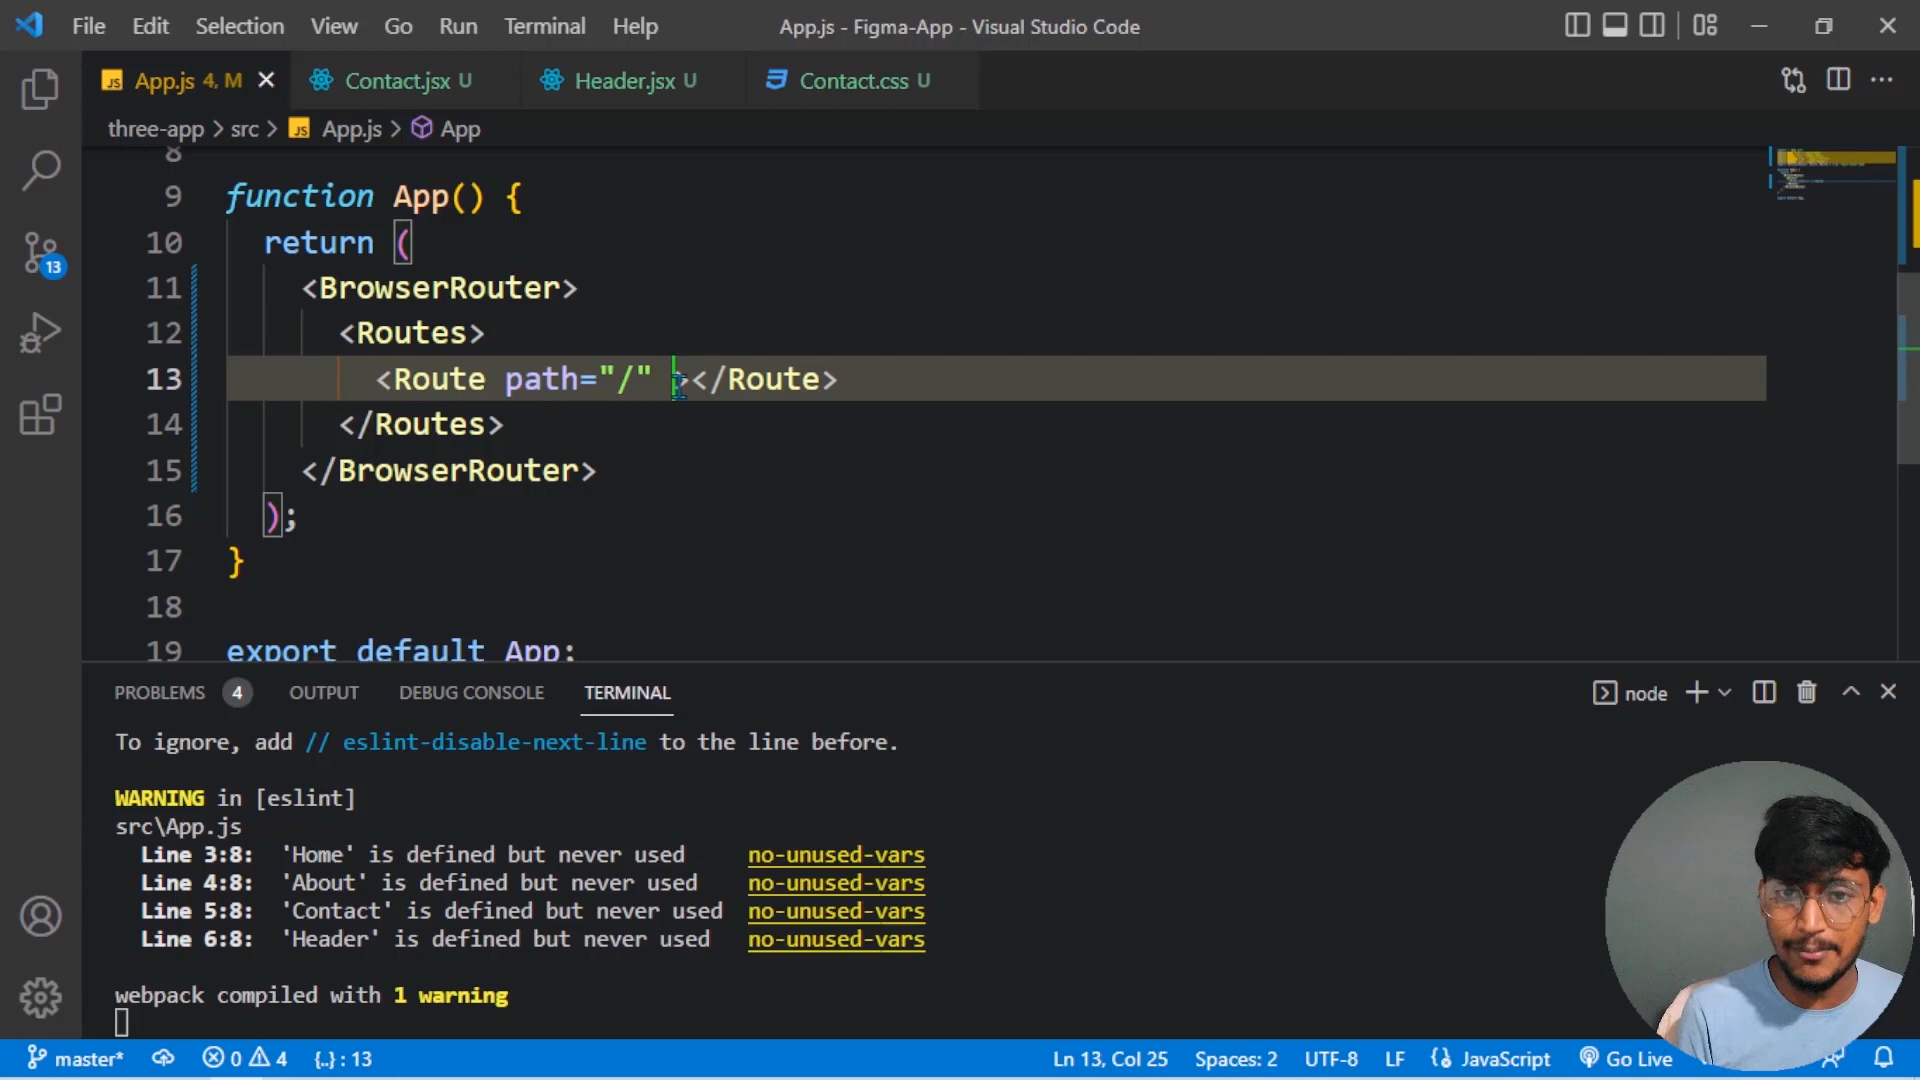 File Edit Selection View Go Run Terminal Help App.js - Figma-App - Visual Studio Code
App.js 4, M Contact.jsx U Header.jsx U Contact.css U
three-app > src > JS App.js > App
8
9 function App() {
10 return (
11 <BrowserRouter>
12 <Routes>
13 <Route path="/" ></Route>
14 </Routes>
15 </BrowserRouter>
16 );
17 }
18
19 export default App;
PROBLEMS 4 OUTPUT DEBUG CONSOLE TERMINAL node
To ignore, add // eslint-disable-next-line to the line before.
WARNING in [eslint]
src\App.js
Line 3:8: 'Home' is defined but never used no-unused-vars
Line 4:8: 'About' is defined but never used no-unused-vars
Line 5:8: 'Contact' is defined but never used no-unused-vars
Line 6:8: 'Header' is defined but never used no-unused-vars
webpack compiled with 1 warning
13
master* 0 4 {..} : 13 Ln 13, Col 25 Spaces: 2 UTF-8 LF JavaScript Go Live